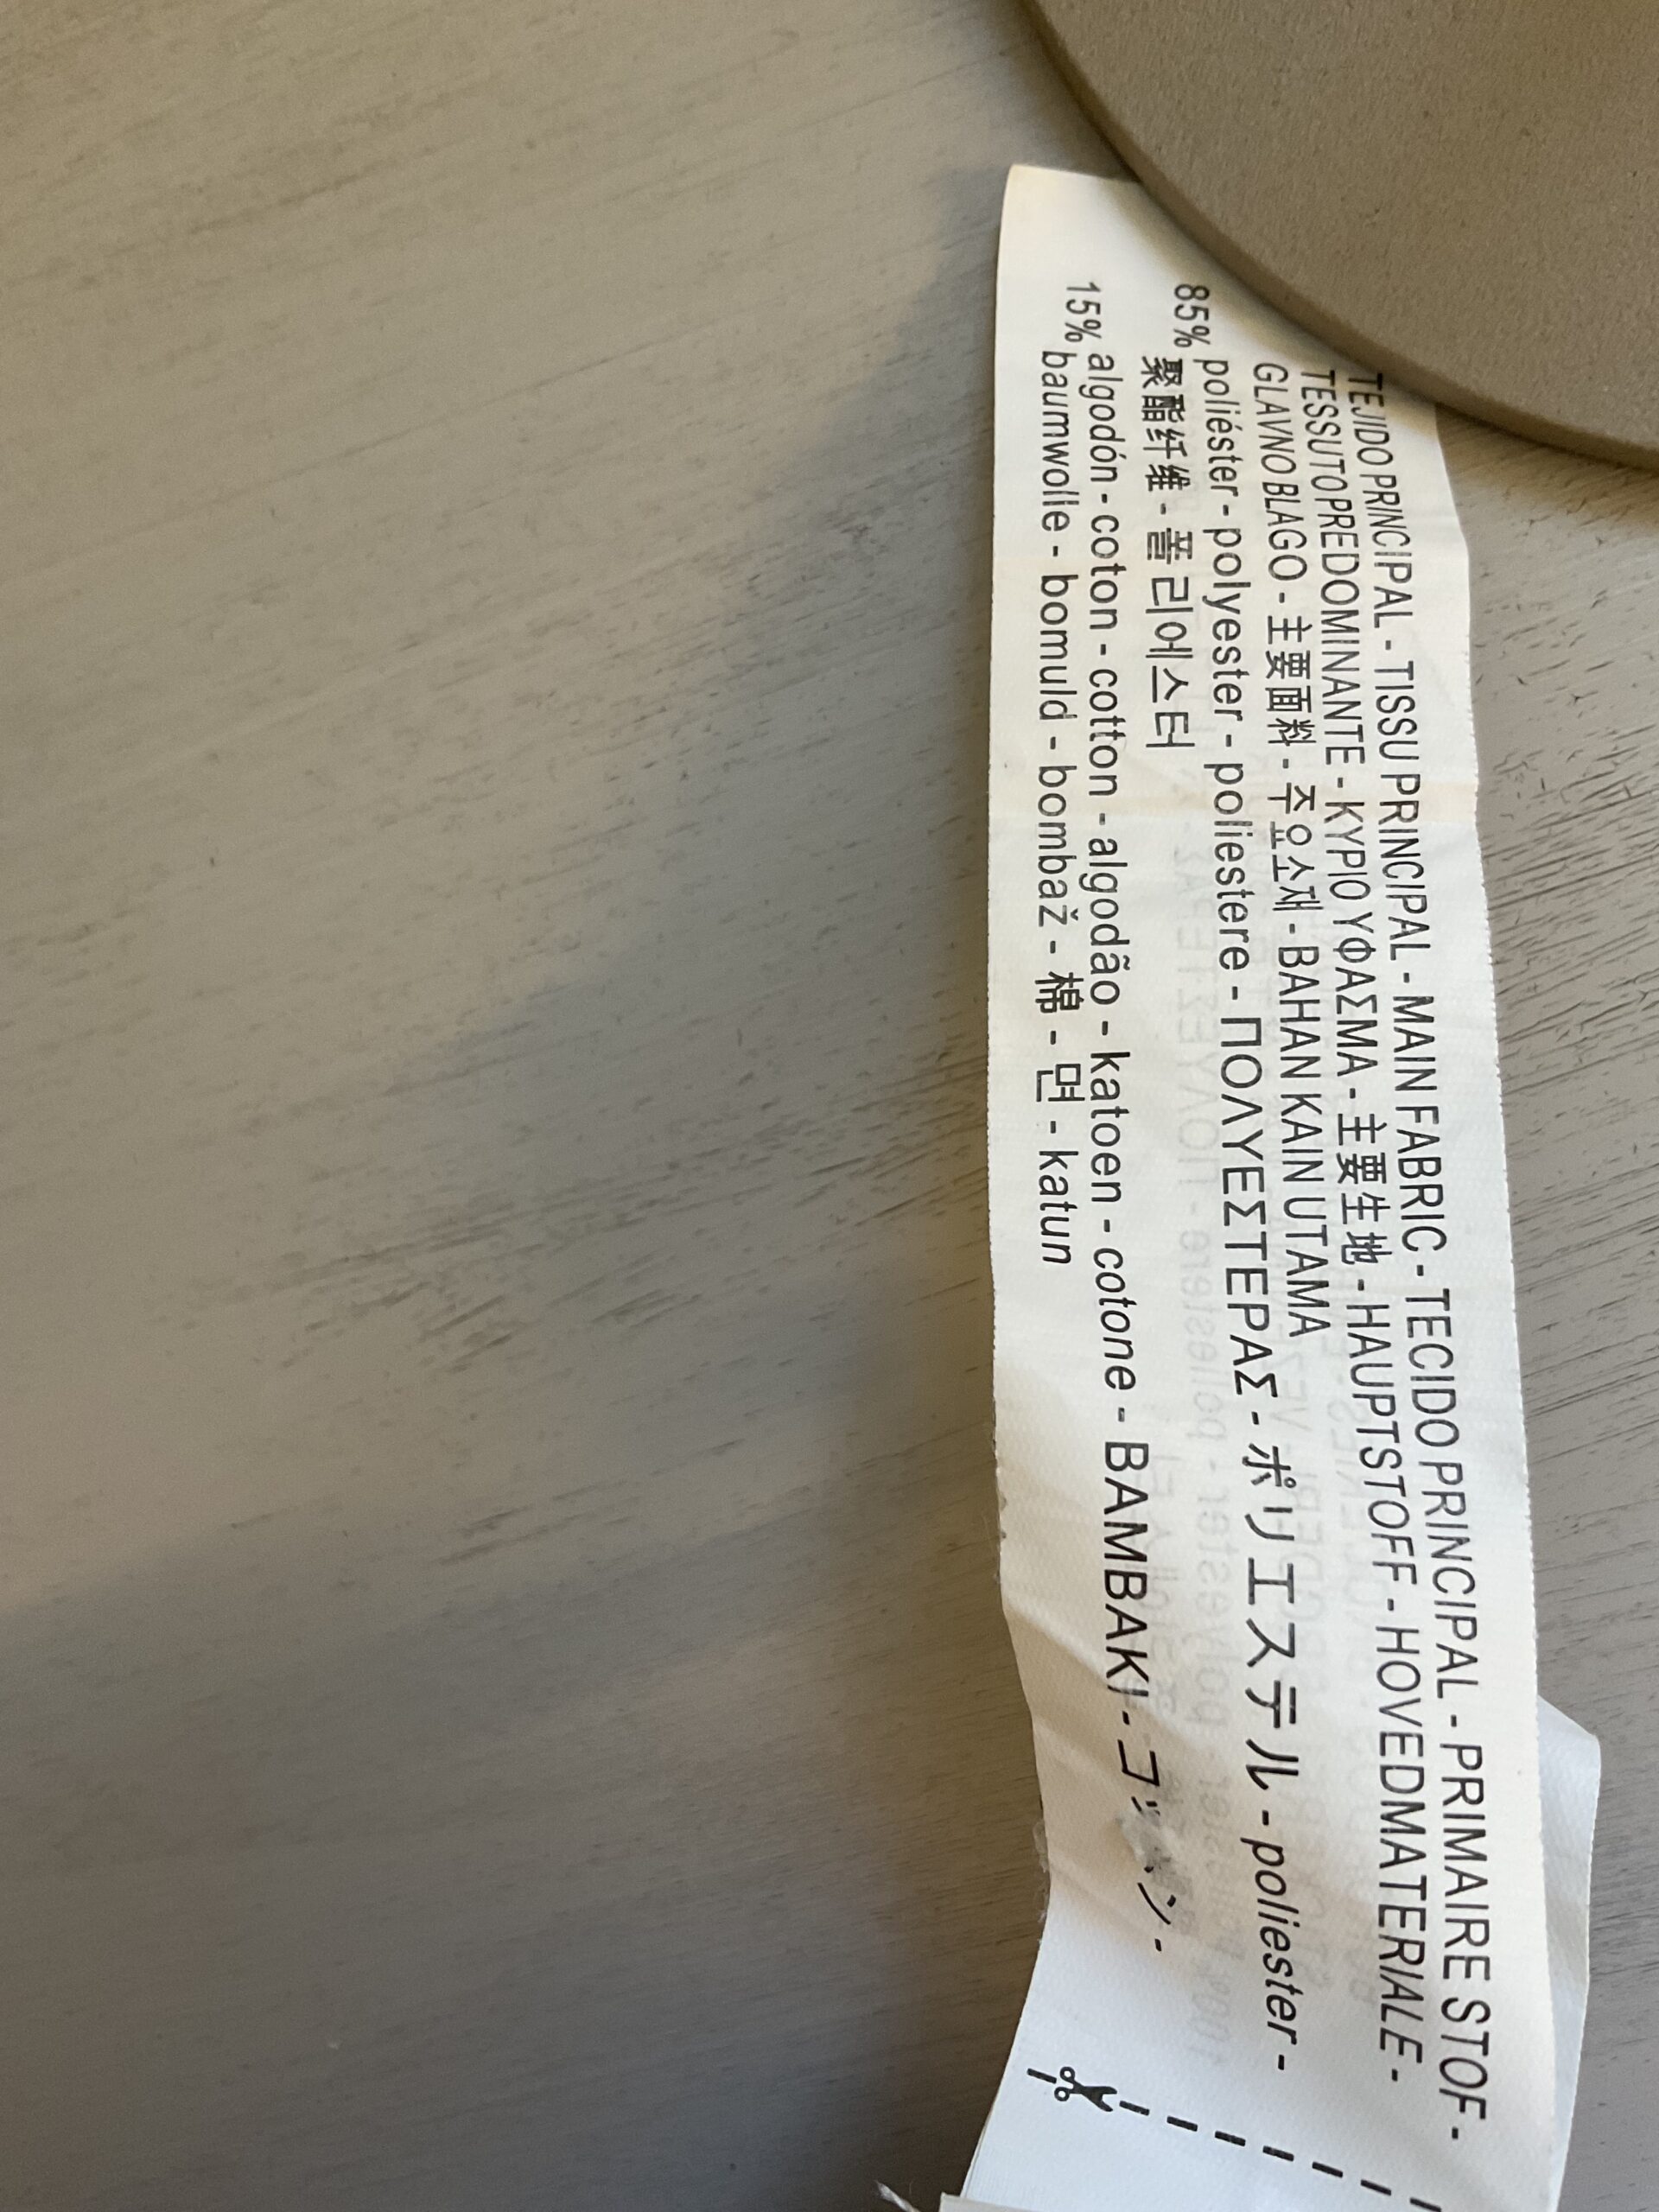 TEJIDO PRINCIPAL - TISSU PRINCIPAL - MAIN FABRIC - TECIDO PRINCIPAL - PRIMAIRE STOF -
TESSUTO PREDOMINANTE - ΚΥΡΙΟ ΥΦΑΣΜΑ - 主要生地 - HAUPTSTOFF - HOVEDMATERIALE -
GLAVNO BLAGO - 主要面料 - 주요소재 - BAHAN KAIN UTAMA
85% poliéster - polyester - poliestere - ΠΟΛΥΕΣΤΕΡΑΣ - ポリエステル - poliester -
聚酯纤维 - 폴리에스터
15% algodón - coton - cotton - algodão - katoen - cotone - ΒΑΜΒΑΚΙ -
baumwolle - bomuld - bombaž - 棉 - 면 - katun